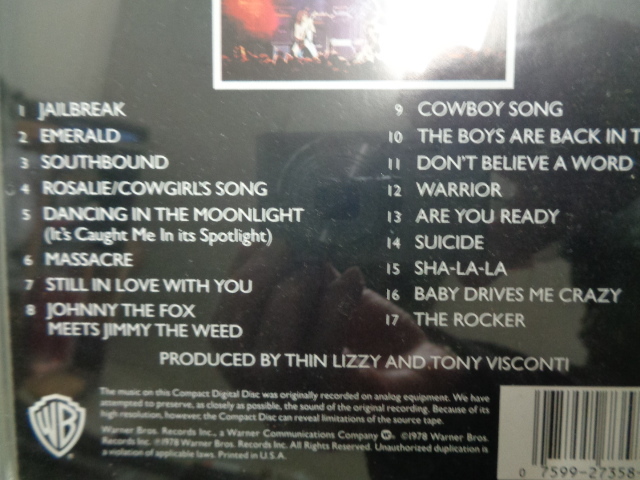 1 JAILBREAK
2 EMERALD
3 SOUTHBOUND
4 ROSALIE/COWGIRL'S SONG
5 DANCING IN THE MOONLIGHT
(It's Caught Me In its Spotlight)
6 MASSACRE
7 STILL IN LOVE WITH YOU
8 JOHNNY THE FOX
MEETS JIMMY THE WEED
9 COWBOY SONG
10 THE BOYS ARE BACK IN T
11 DON'T BELIEVE A WORD
12 WARRIOR
13 ARE YOU READY
14 SUICIDE
15 SHA-LA-LA
16 BABY DRIVES ME CRAZY
17 THE ROCKER
PRODUCED BY THIN LIZZY AND TONY VISCONTI
WB
The music on this Compact Digital Disc was originally recorded on analog equipment. We have
attempted to preserve, as closely as possible, the sound of the original recording. Because of its
high resolution, however, the Compact Disc can reveal limitations of the source tape.
Warner Bros. Records Inc., a Warner Communications Company ©1978 Warner Bros.
Records Inc. ℗1978 Warner Bros. Records Inc. All Rights Reserved. Unauthorized duplication is
a violation of applicable laws. Printed in U.S.A.
0 7599-27358-